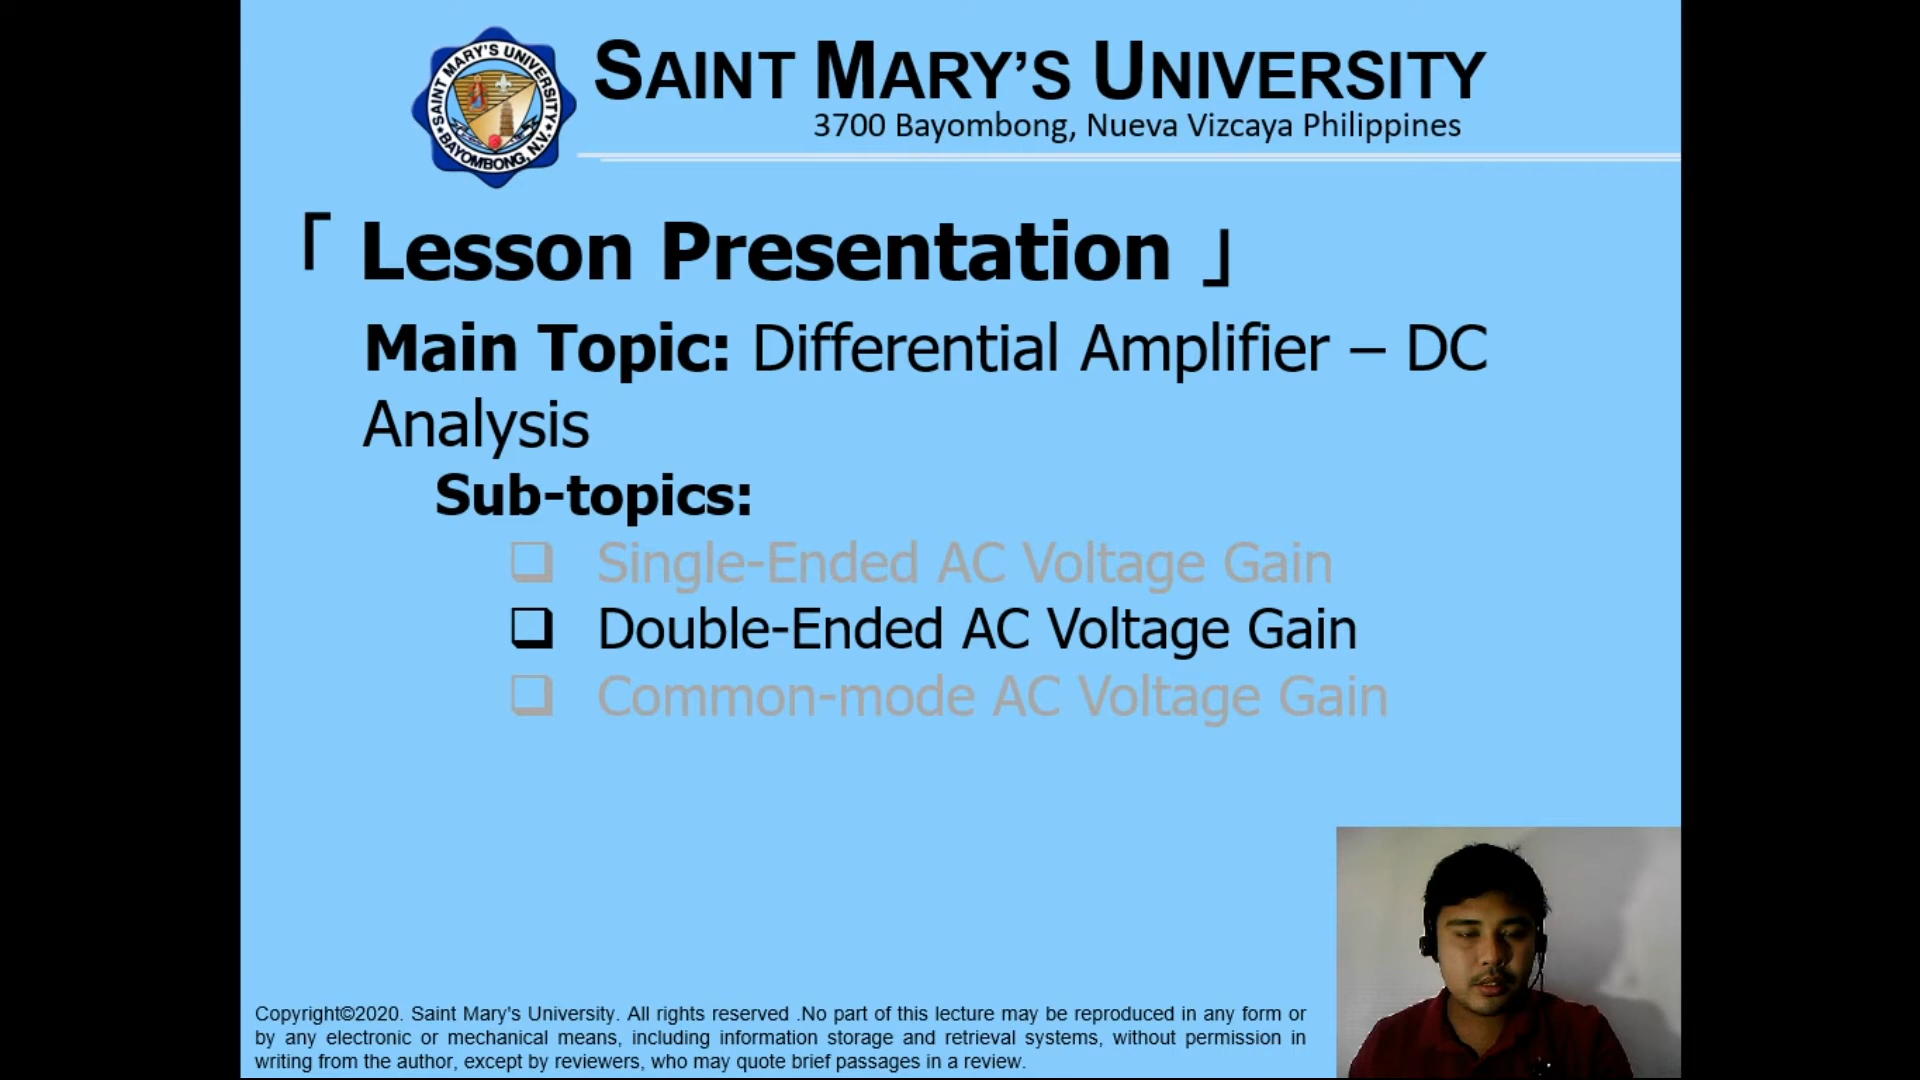 SAINT MARY'S UNIVERSITY
SAINT MARY'S UNIVERSITY
BAYOMBONG, N.V.
3700 Bayombong, Nueva Vizcaya Philippines
「 Lesson Presentation 」
Main Topic: Differential Amplifier – DC
Analysis
Sub-topics:
❑ Single-Ended AC Voltage Gain
❑ Double-Ended AC Voltage Gain
❑ Common-mode AC Voltage Gain
Copyright©2020. Saint Mary's University. All rights reserved .No part of this lecture may be reproduced in any form or
by any electronic or mechanical means, including information storage and retrieval systems, without permission in
writing from the author, except by reviewers, who may quote brief passages in a review.